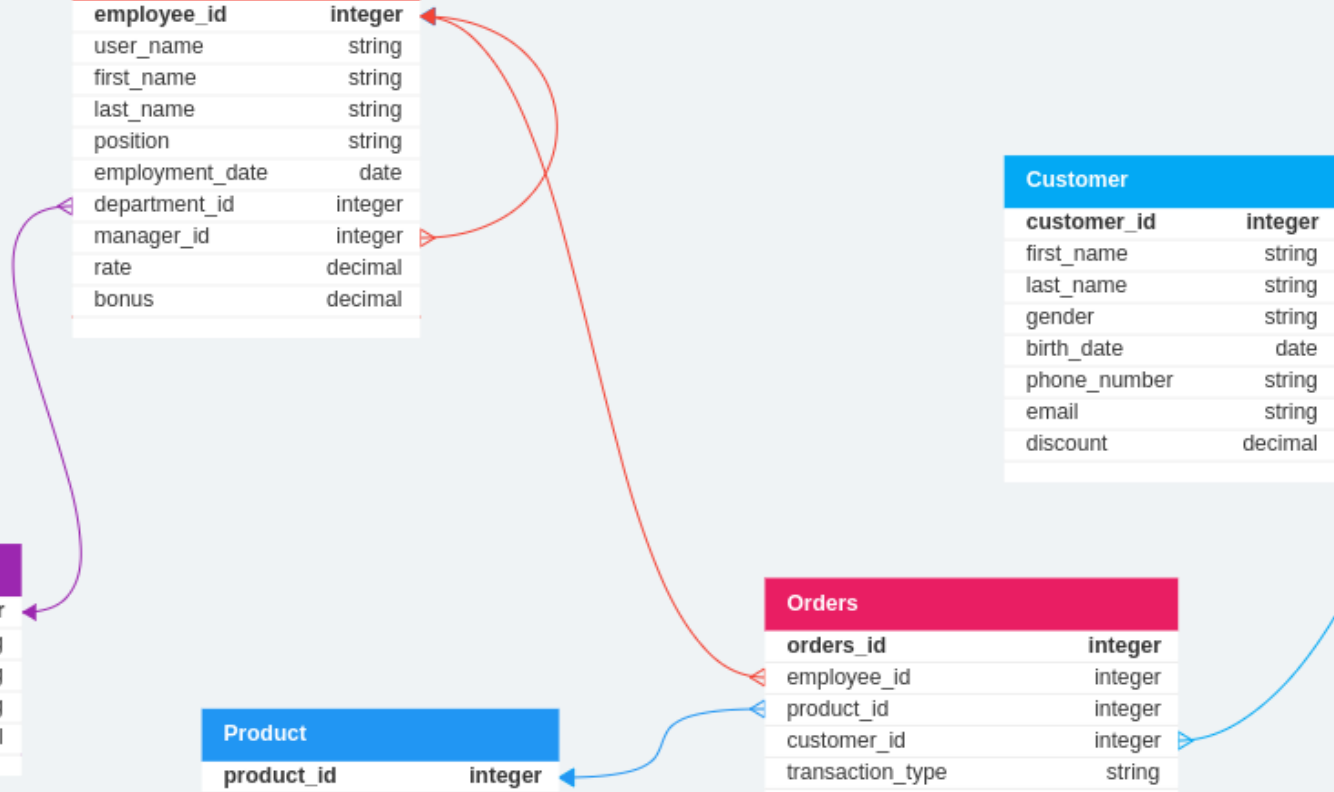 employee_id integer
user_name string
first_name string
last_name string
position string
employment_date date
department_id integer
manager_id integer
rate decimal
bonus decimal
Customer
customer_id integer
first_name string
last_name string
gender string
birth_date date
phone_number string
email string
discount decimal
Orders
orders_id integer
employee_id integer
product_id integer
customer_id integer
transaction_type string
Product
product_id integer